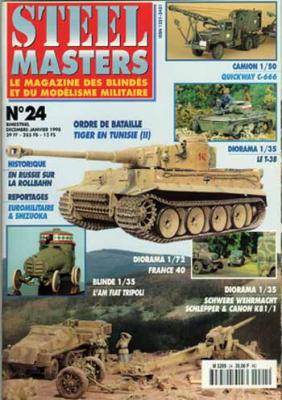 STEEL
MASTERS
LE MAGAZINE DES BLINDÉS
ET DU MODÉLISME MILITAIRE
N°24
BIMESTRIEL
DECEMBRE-JANVIER 1998
CAMION 1/50
QUICKWAY C-666
ORDRE DE BATAILLE
TIGER EN TUNISIE (II)
DIORAMA 1/35
LE T-38
HISTORIQUE
EN RUSSIE SUR
LA ROLLBAHN
REPORTAGES
EUROMILITAIRE
& SHIZUOKA
DIORAMA 1/72
FRANCE 40
BLINDE 1/35
L'AM FIAT TRIPOLI
DIORAMA 1/35
SCHWERE WEHRMACHT
SCHLEPPER & CANON K81/1